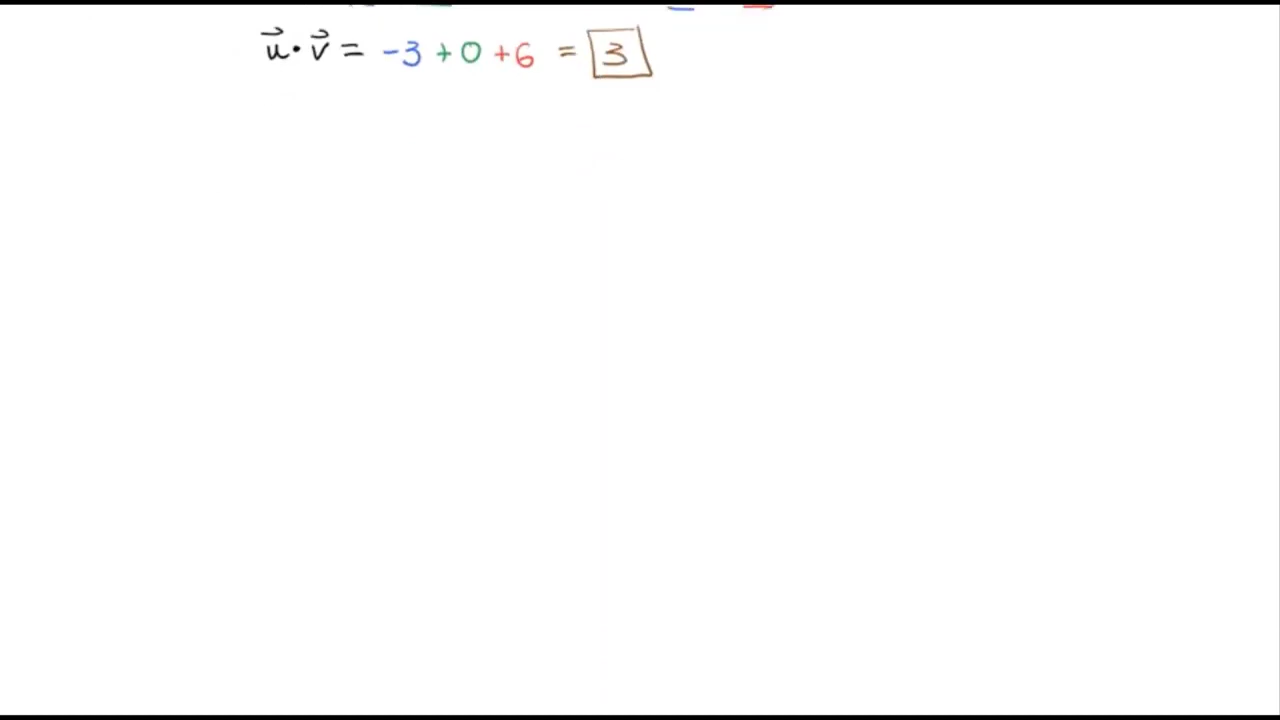 u⃗·v⃗ = -3 + 0 + 6 = 3